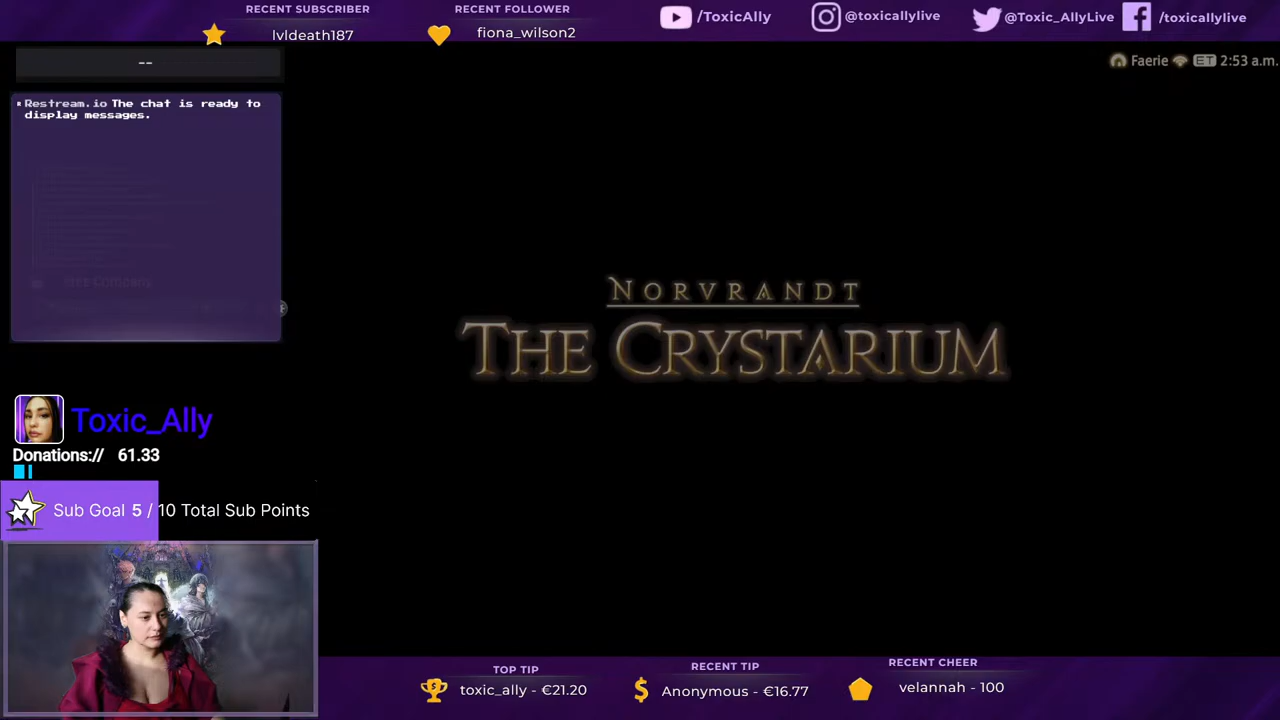 RECENT SUBSCRIBER
lvldeath187
RECENT FOLLOWER
fiona_wilson2
/ToxicAlly
@toxicallylive
@Toxic_AllyLive
/toxicallylive
--
Faerie ET 2:53 a.m.
Restream.io The chat is ready to
display messages.
NORVRANDT
THE CRYSTARIUM
Toxic_Ally
Donations:// 61.33
Sub Goal 5 / 10 Total Sub Points
TOP TIP
toxic_ally - €21.20
RECENT TIP
Anonymous - €16.77
RECENT CHEER
velannah - 100